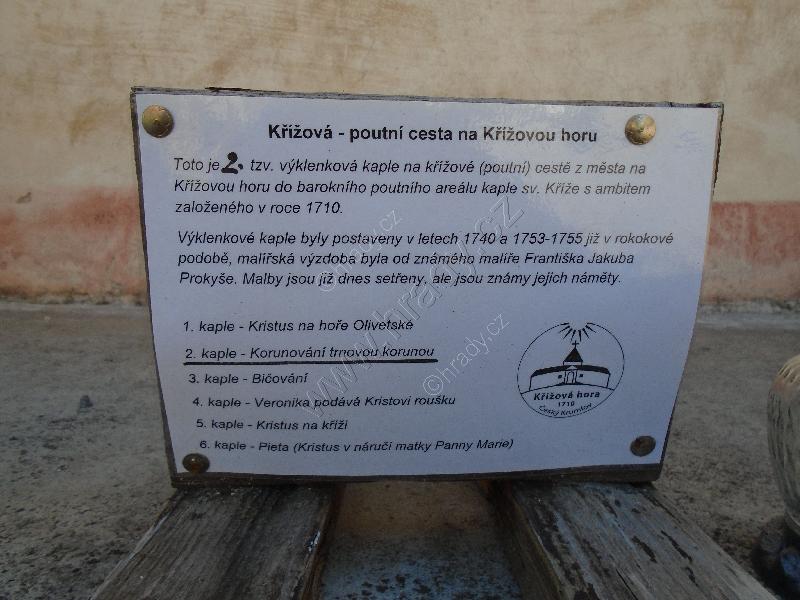 Křížová - poutní cesta na Křížovou horu
Toto je 2. tzv. výklenková kaple na křížové (poutní) cestě z města na
Křížovou horu do barokního poutního areálu kaple sv. Kříže s ambitem
založeného v roce 1710.
Výklenkové kaple byly postaveny v letech 1740 a 1753-1755 již v rokokové
podobě, malířská výzdoba byla od známého malíře Františka Jakuba
Prokyše. Malby jsou již dnes setřeny, ale jsou známy jejich náměty.
1. kaple - Kristus na hoře Olivetské
2. kaple - Korunování trnovou korunou
3. kaple - Bičování
4. kaple - Veronika podává Kristovi roušku
5. kaple - Kristus na kříži
6. kaple - Pieta (Kristus v náručí matky Panny Marie)
Křížová hora
1710
Český Krumlov
©hrady.cz
www.hrady.cz
©hrady.cz